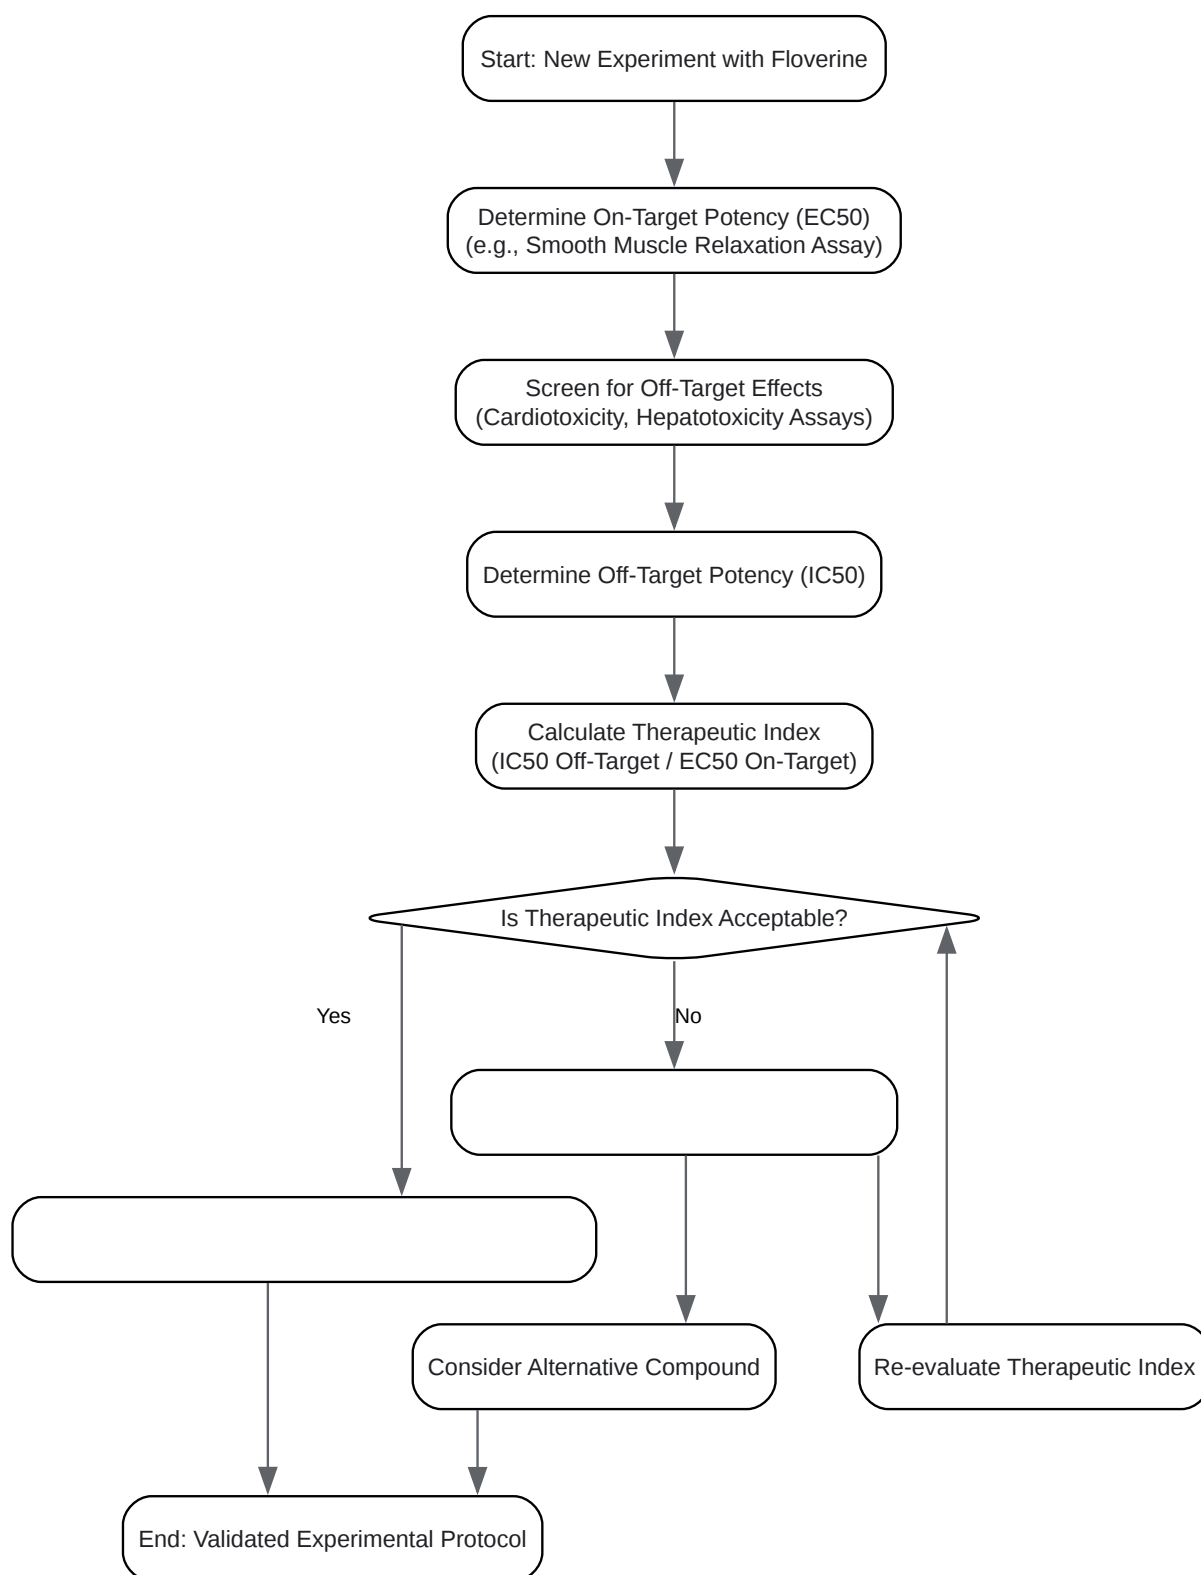 Start: New Experiment with Floverine
Determine On-Target Potency (EC50)
(e.g., Smooth Muscle Relaxation Assay)
Screen for Off-Target Effects
(Cardiotoxicity, Hepatotoxicity Assays)
Determine Off-Target Potency (IC50)
Calculate Therapeutic Index
(IC50 Off-Target / EC50 On-Target)
Is Therapeutic Index Acceptable?
Yes
No
Consider Alternative Compound
Re-evaluate Therapeutic Index
End: Validated Experimental Protocol